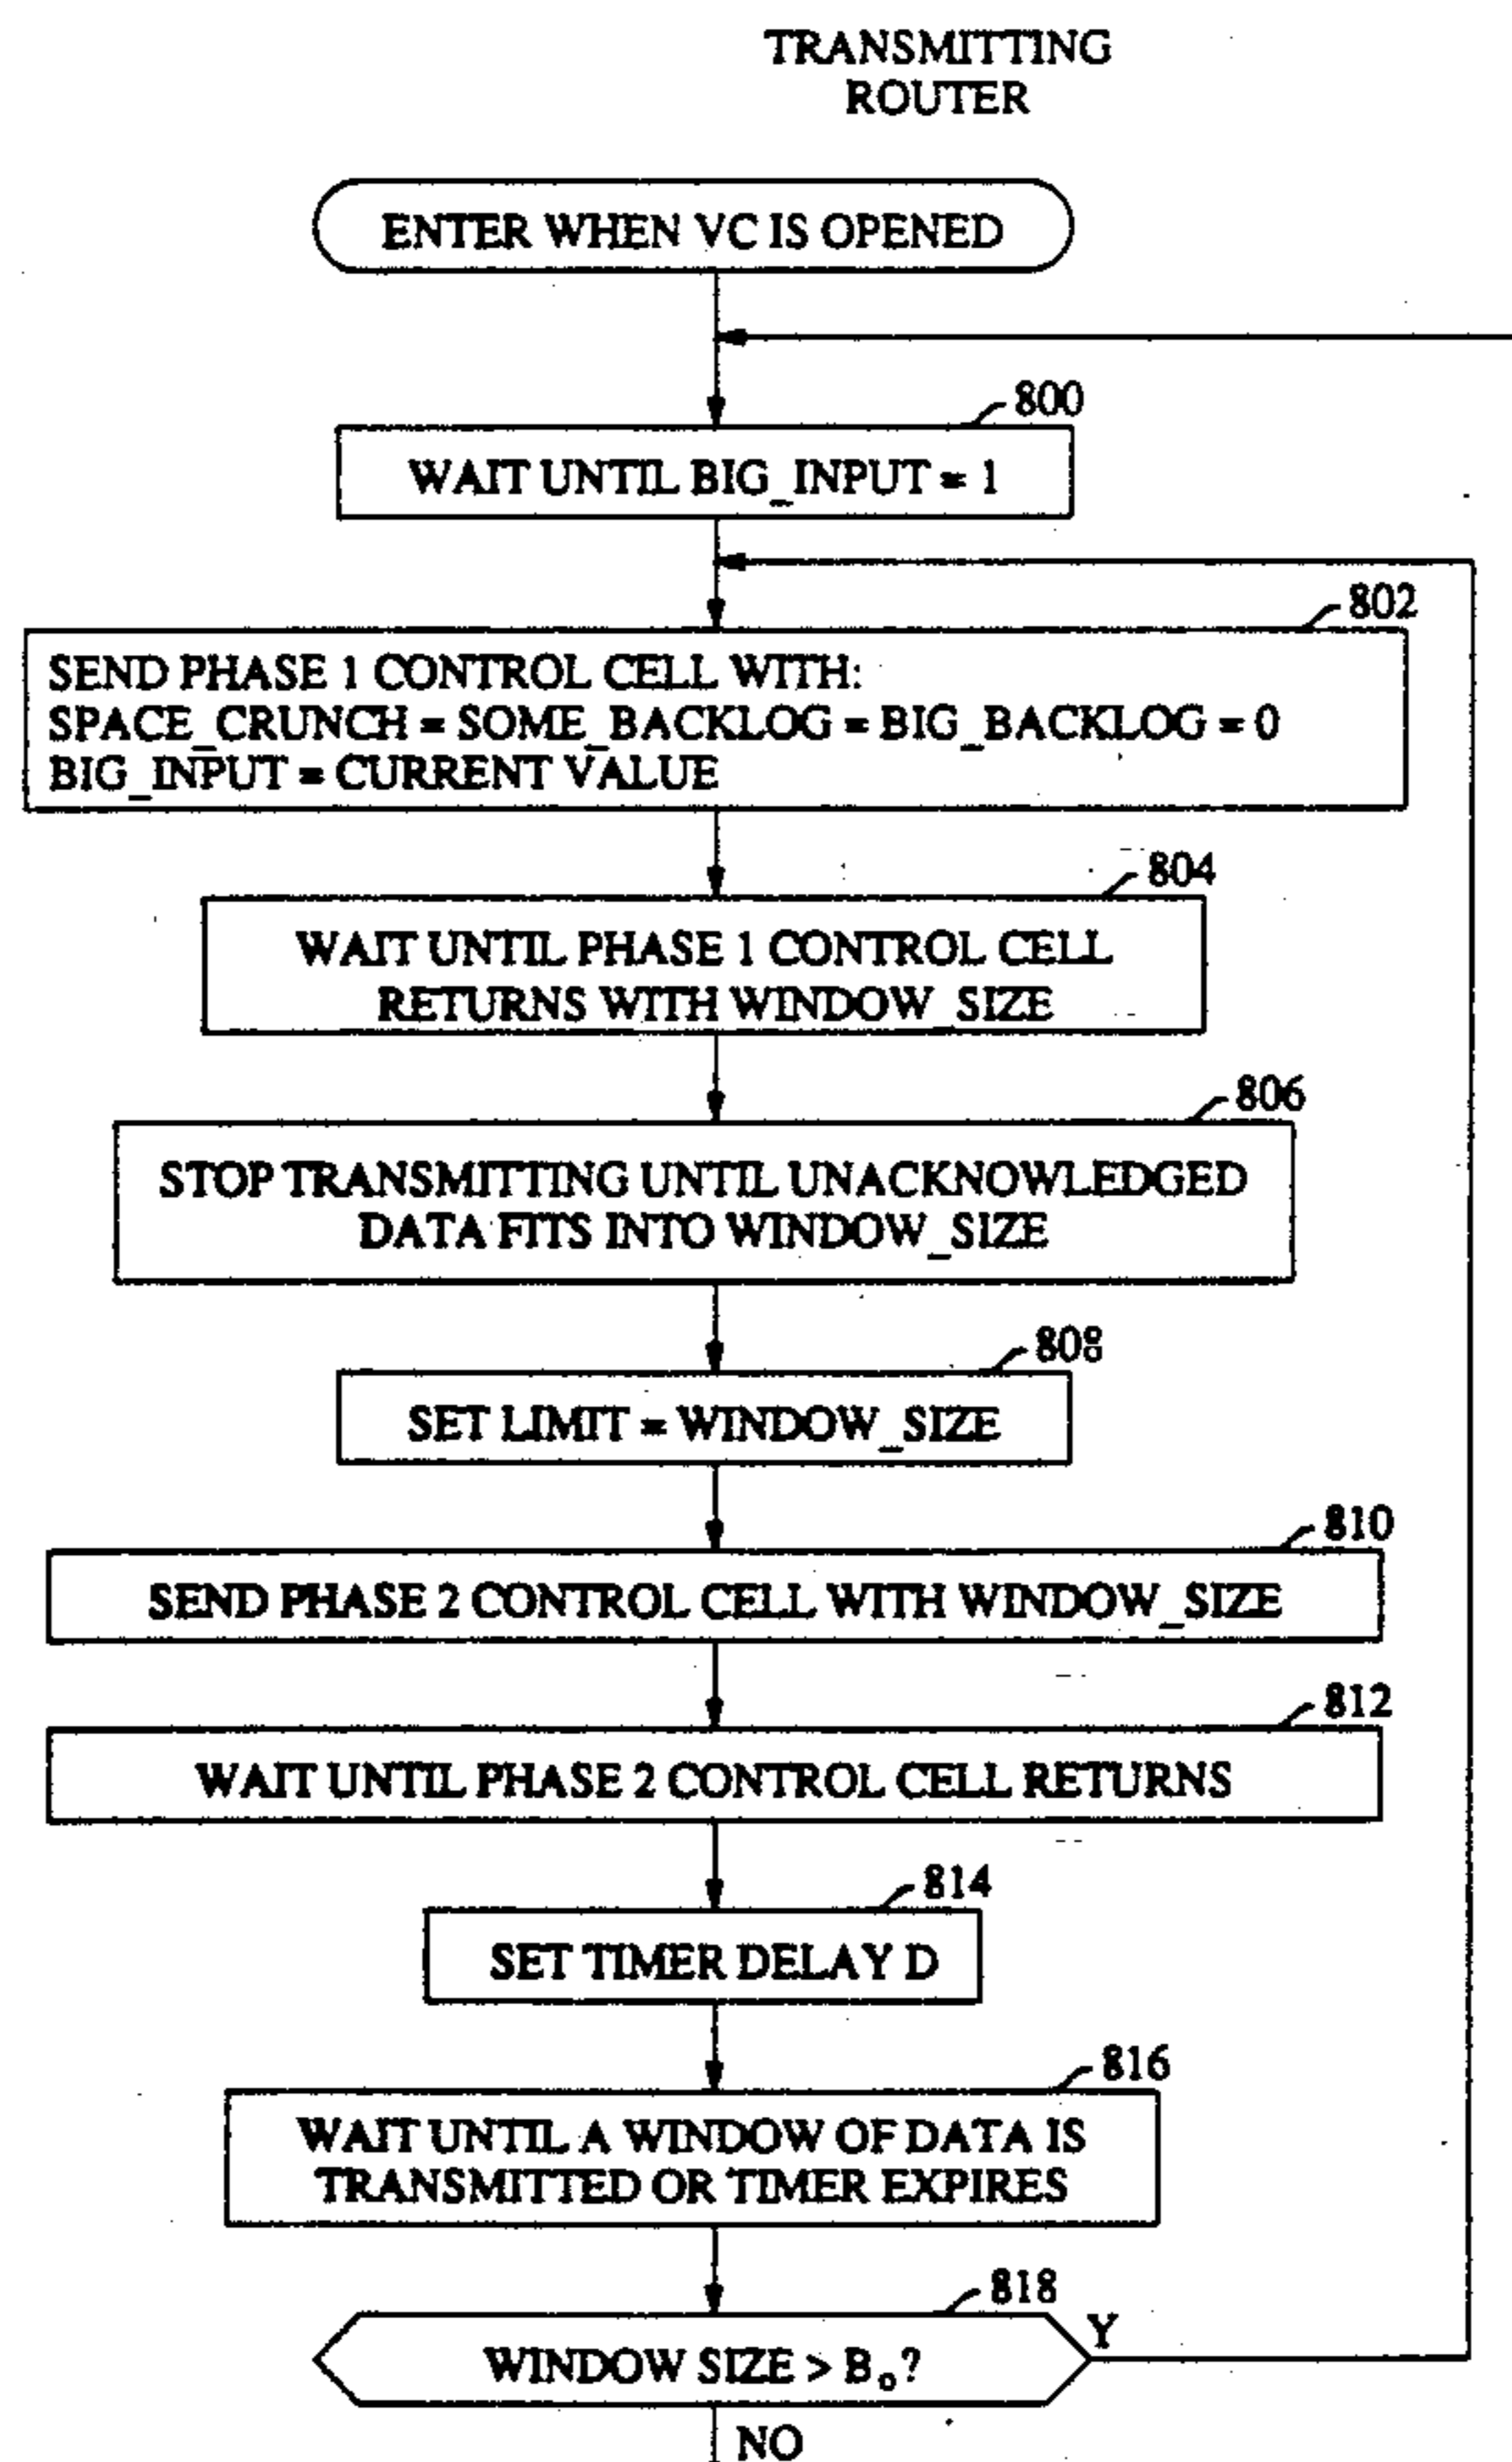 TRANSMITTING
ROUTER
ENTER WHEN VC IS OPENED
800
WAIT UNTIL BIG_INPUT = 1
802
SEND PHASE 1 CONTROL CELL WITH:
SPACE_CRUNCH = SOME_BACKLOG = BIG_BACKLOG = 0
BIG_INPUT = CURRENT VALUE
804
WAIT UNTIL PHASE 1 CONTROL CELL
RETURNS WITH WINDOW_SIZE
806
STOP TRANSMITTING UNTIL UNACKNOWLEDGED
DATA FITS INTO WINDOW_SIZE
808
SET LIMIT = WINDOW_SIZE
810
SEND PHASE 2 CONTROL CELL WITH WINDOW_SIZE
812
WAIT UNTIL PHASE 2 CONTROL CELL RETURNS
814
SET TIMER DELAY D
816
WAIT UNTIL A WINDOW OF DATA IS
TRANSMITTED OR TIMER EXPIRES
818
WINDOW SIZE > B₀?
Y
NO